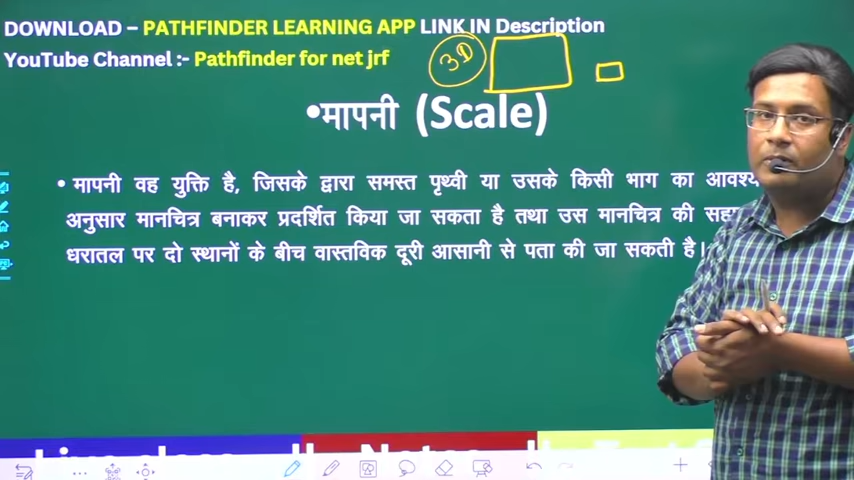 DOWNLOAD – PATHFINDER LEARNING APP LINK IN Description
YouTube Channel :- Pathfinder for net jrf
3D
•मापनी (Scale)
• मापनी वह युक्ति है, जिसके द्वारा समस्त पृथ्वी या उसके किसी भाग का
अनुसार मानचित्र बनाकर प्रदर्शित किया जा सकता है तथा उस मानचित्र की
धरातल पर दो स्थानों के बीच वास्तविक दूरी आसानी से पता की जा सकती है।